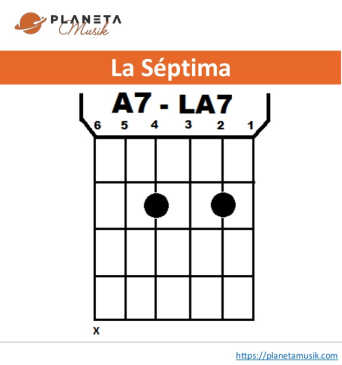 PLANETA
Musik
La Séptima
A7 - LA7
6 5 4 3 2 1
x
https://planetamusik.com